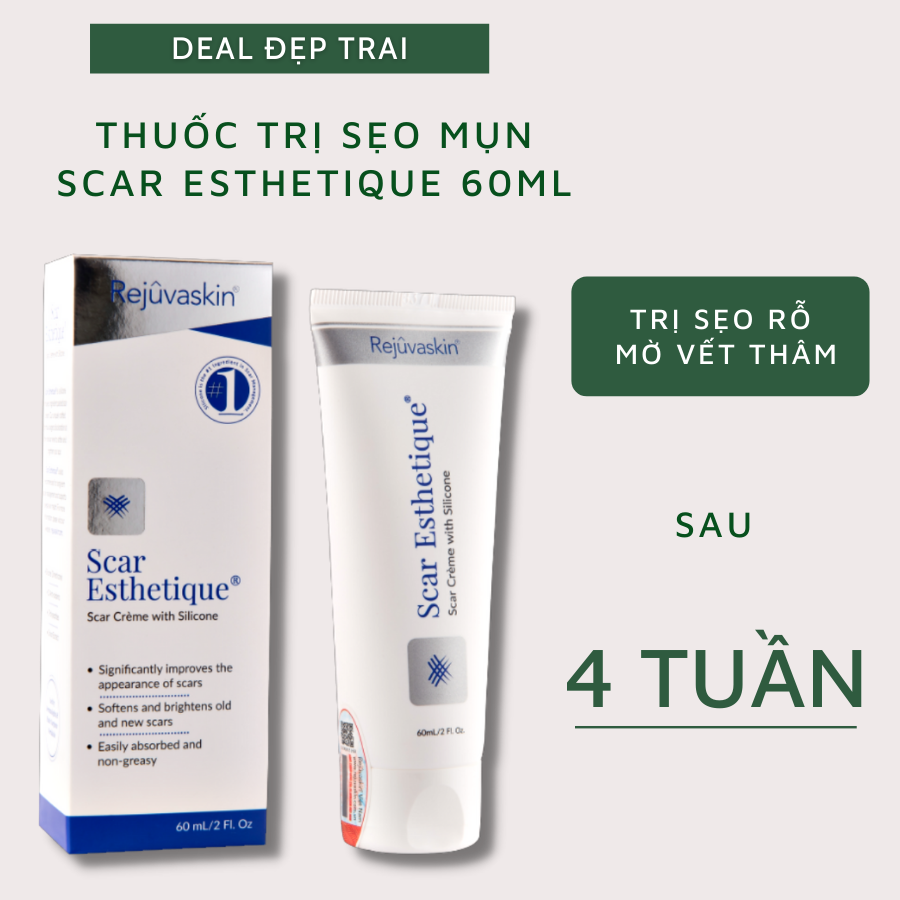 DEAL ĐẸP TRAI
THUỐC TRỊ SẸO MỤN
SCAR ESTHETIQUE 60ML
Rejûvaskin®
#1
Scar
Esthetique®
Scar Crème with Silicone
• Significantly improves the
appearance of scars
• Softens and brightens old
and new scars
• Easily absorbed and
non-greasy
60 mL/2 Fl. Oz
Rejûvaskin®
Scar Esthetique®
Scar Crème with Silicone
60mL/2 Fl. Oz.
TRỊ SẸO RỖ
MỜ VẾT THÂM
SAU
4 TUẦN